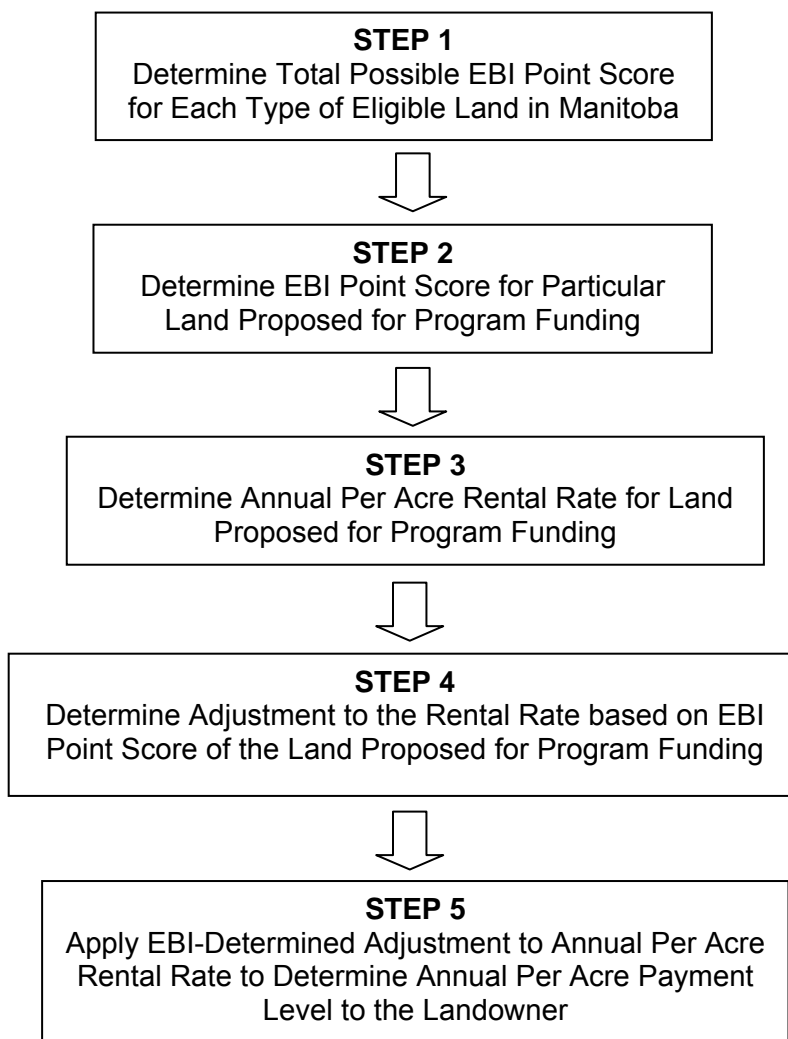 STEP 1
Determine Total Possible EBI Point Score
for Each Type of Eligible Land in Manitoba
STEP 2
Determine EBI Point Score for Particular
Land Proposed for Program Funding
STEP 3
Determine Annual Per Acre Rental Rate for Land
Proposed for Program Funding
STEP 4
Determine Adjustment to the Rental Rate based on EBI
Point Score of the Land Proposed for Program Funding
STEP 5
Apply EBI-Determined Adjustment to Annual Per Acre
Rental Rate to Determine Annual Per Acre Payment
Level to the Landowner